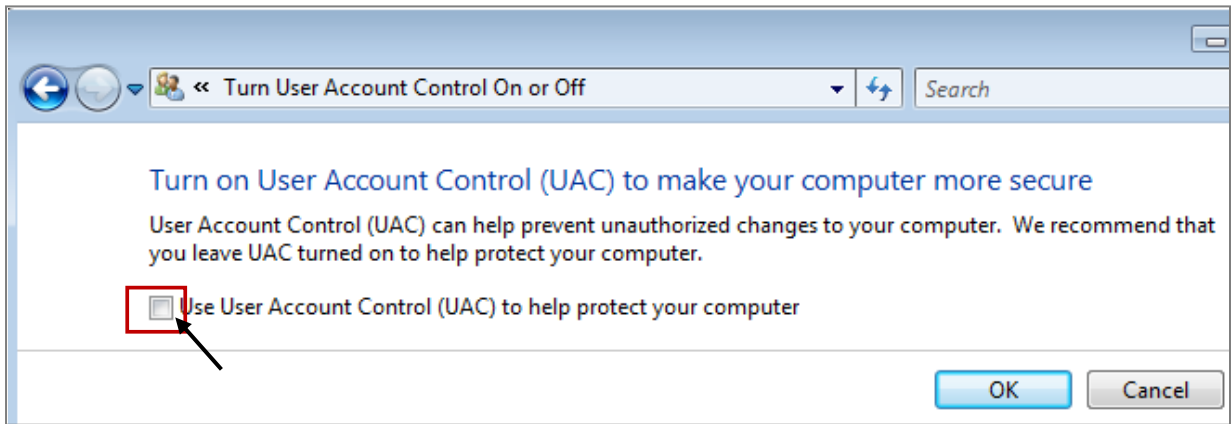 « Turn User Account Control On or Off
Search
Turn on User Account Control (UAC) to make your computer more secure
User Account Control (UAC) can help prevent unauthorized changes to your computer. We recommend that
you leave UAC turned on to help protect your computer.
Use User Account Control (UAC) to help protect your computer
OK
Cancel